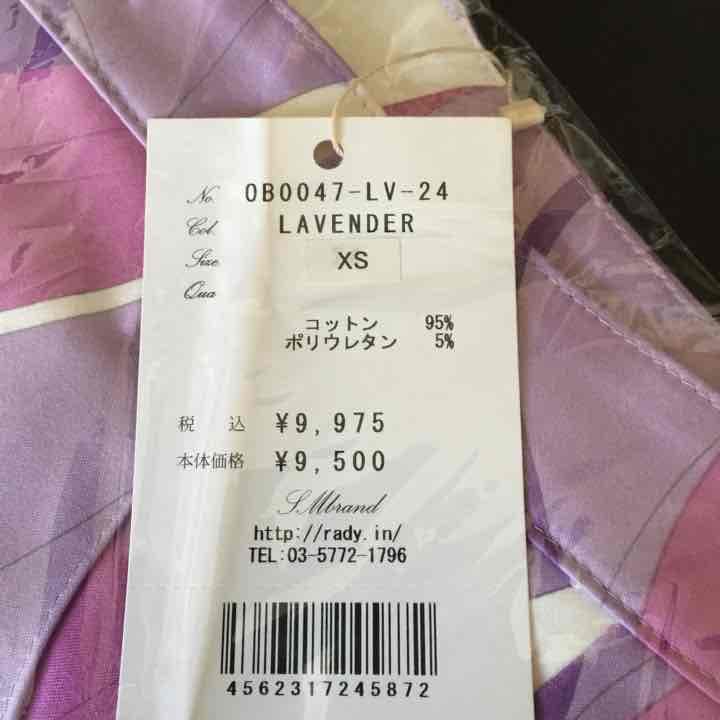 No. OB0047-LV-24
Col. LAVENDER
Size XS
Qua
コットン 95%
ポリウレタン 5%
税 込 ¥9,975
本体価格 ¥9,500
S.Mbrand
http://rady.in/
TEL:03-5772-1796
4562317245872